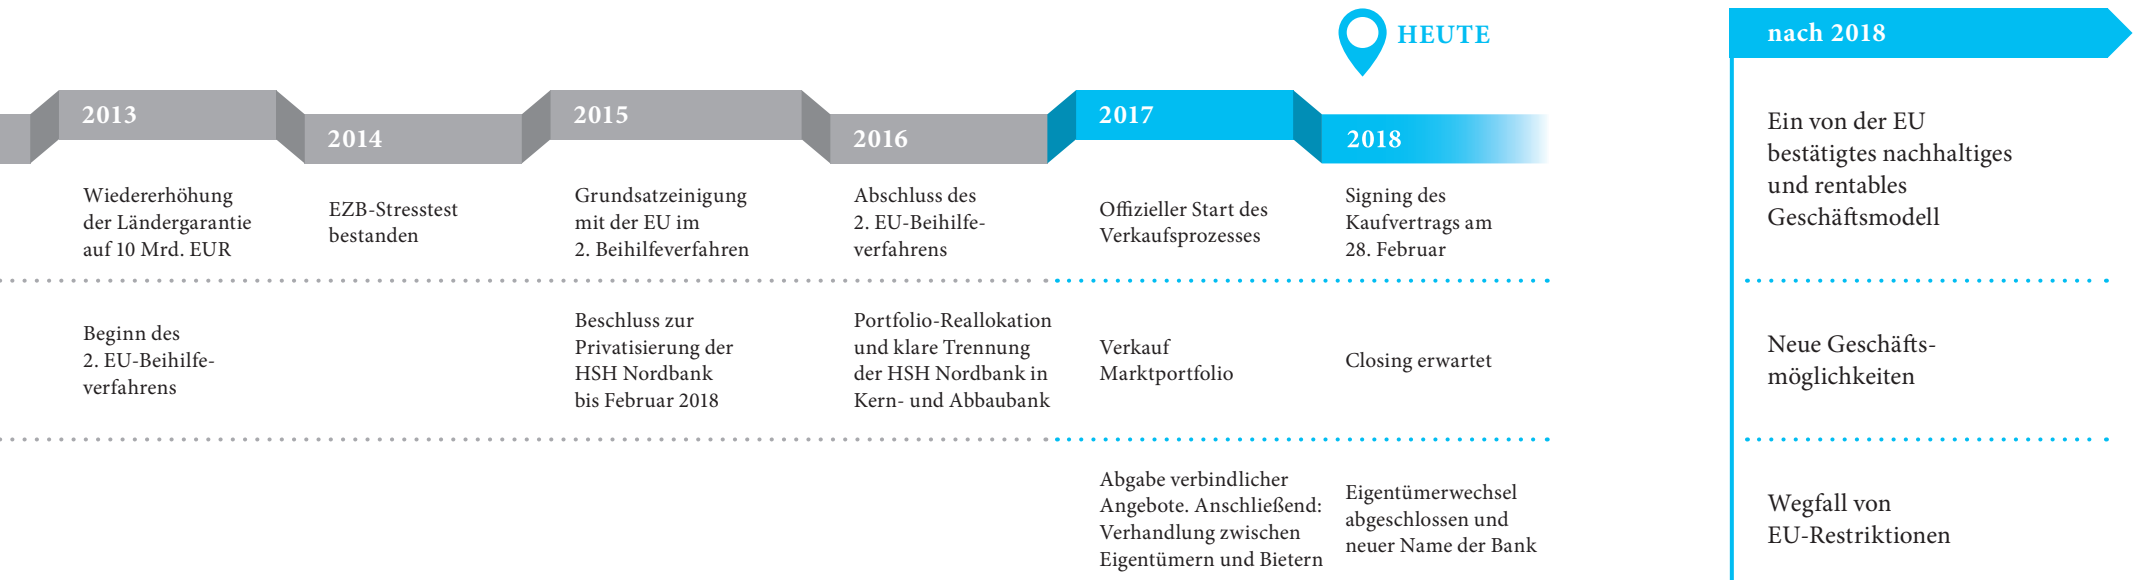 HEUTE
nach 2018
2013
2014
2015
2016
2017
2018
Wiedererhöhung
der Ländergarantie
auf 10 Mrd. EUR
EZB-Stresstest
bestanden
Grundsatzeinigung
mit der EU im
2. Beihilfeverfahren
Abschluss des
2. EU-Beihilfe-
verfahrens
Offizieller Start des
Verkaufsprozesses
Signing des
Kaufvertrags am
28. Februar
Ein von der EU
bestätigtes nachhaltiges
und rentables
Geschäftsmodell
Beginn des
2. EU-Beihilfe-
verfahrens
Beschluss zur
Privatisierung der
HSH Nordbank
bis Februar 2018
Portfolio-Reallokation
und klare Trennung
der HSH Nordbank in
Kern- und Abbaubank
Verkauf
Marktportfolio
Closing erwartet
Neue Geschäfts-
möglichkeiten
Abgabe verbindlicher
Angebote. Anschließend:
Verhandlung zwischen
Eigentümern und Bietern
Eigentümerwechsel
abgeschlossen und
neuer Name der Bank
Wegfall von
EU-Restriktionen